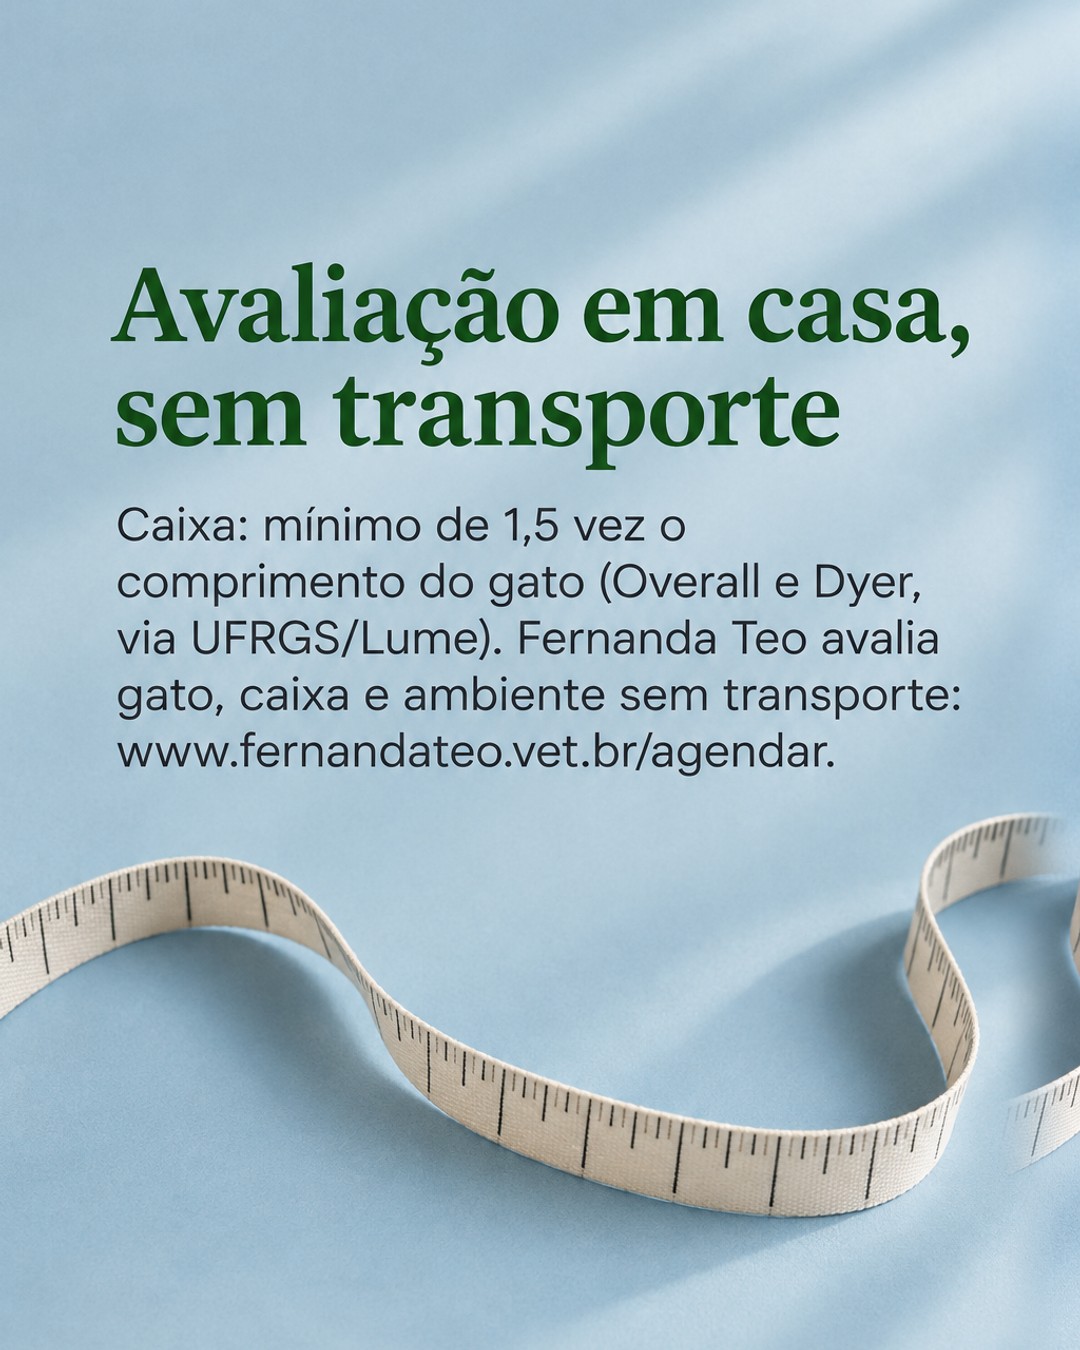 Avaliação em casa,
sem transporte
Caixa: mínimo de 1,5 vez o
comprimento do gato (Overall e Dyer,
via UFRGS/Lume). Fernanda Teo avalia
gato, caixa e ambiente sem transporte:
www.fernandateo.vet.br/agendar.